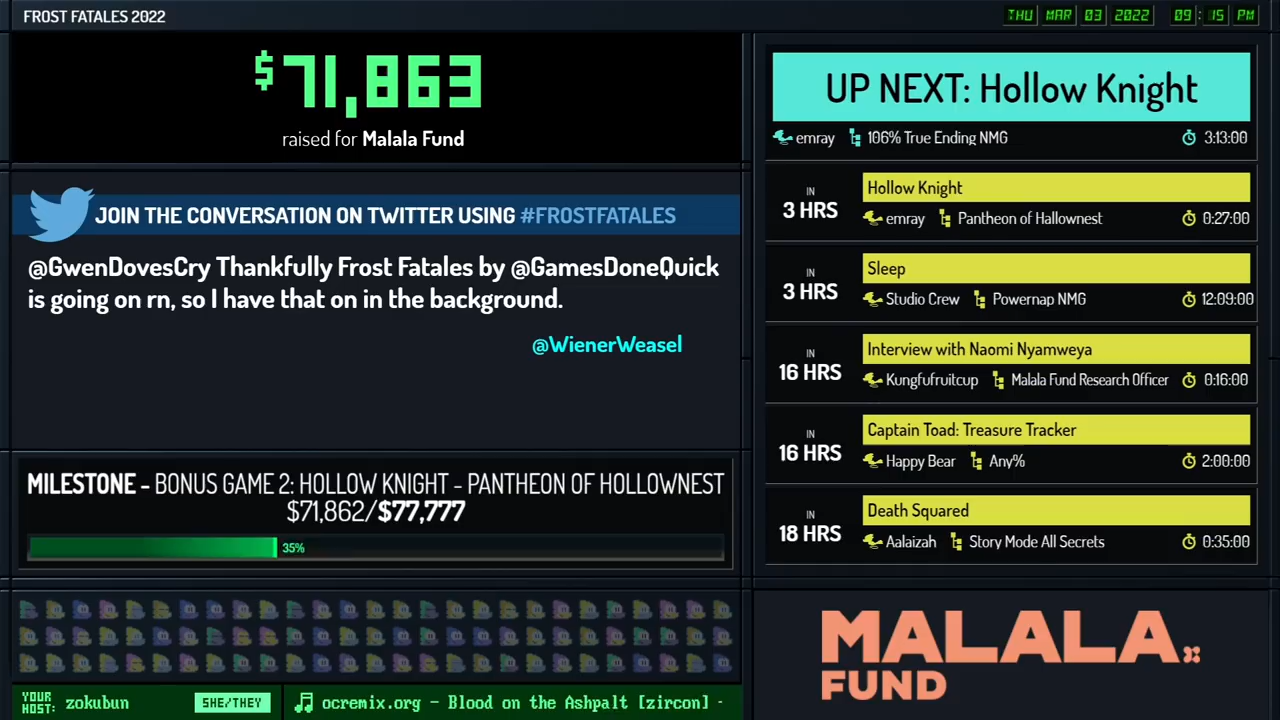 FROST FATALES 2022
THU MAR 03 2022 09:15 PM
$71,863
raised for Malala Fund
JOIN THE CONVERSATION ON TWITTER USING #FROSTFATALES
@GwenDovesCry Thankfully Frost Fatales by @GamesDoneQuick
is going on rn, so I have that on in the background.
@WienerWeasel
MILESTONE - BONUS GAME 2: HOLLOW KNIGHT - PANTHEON OF HOLLOWNEST
$71,862/$77,777
35%
YOUR HOST: zokubun SHE/THEY
ocremix.org - Blood on the Ashpalt [zircon] -
UP NEXT: Hollow Knight
emray 106% True Ending NMG 3:13:00
IN 3 HRS
Hollow Knight
emray Pantheon of Hallownest 0:27:00
IN 3 HRS
Sleep
Studio Crew Powernap NMG 12:09:00
IN 16 HRS
Interview with Naomi Nyamweya
Kungfufruitcup Malala Fund Research Officer 0:16:00
IN 16 HRS
Captain Toad: Treasure Tracker
Happy Bear Any% 2:00:00
IN 18 HRS
Death Squared
Aalaizah Story Mode All Secrets 0:35:00
MALALA
FUND